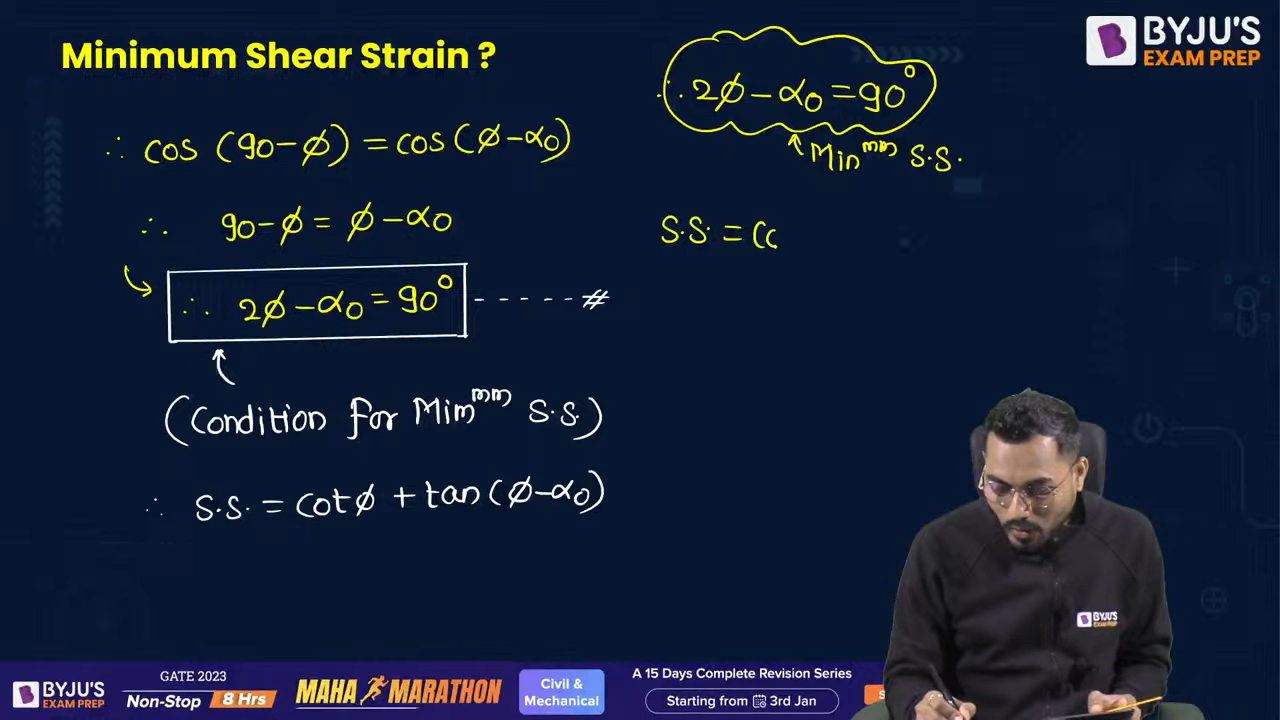 Minimum Shear Strain ?
∴ cos (90-ϕ) = cos(ϕ-α0)
∴ 90-ϕ = ϕ-α0
∴ 2ϕ-α0 = 90°
#
(Condition for Minmm S.S)
∴ S.S. = cotϕ + tan(ϕ-α0)
∴ 2ϕ-α0 = 90°
Minmm S.S.
S.S. = (c
BYJU'S
EXAM PREP
BYJU'S
EXAM PREP
BYJU'S
EXAM PREP
GATE 2023
Non-Stop 8 Hrs
MAHA MARATHON
Civil &
Mechanical
A 15 Days Complete Revision Series
Starting from 3rd Jan
S